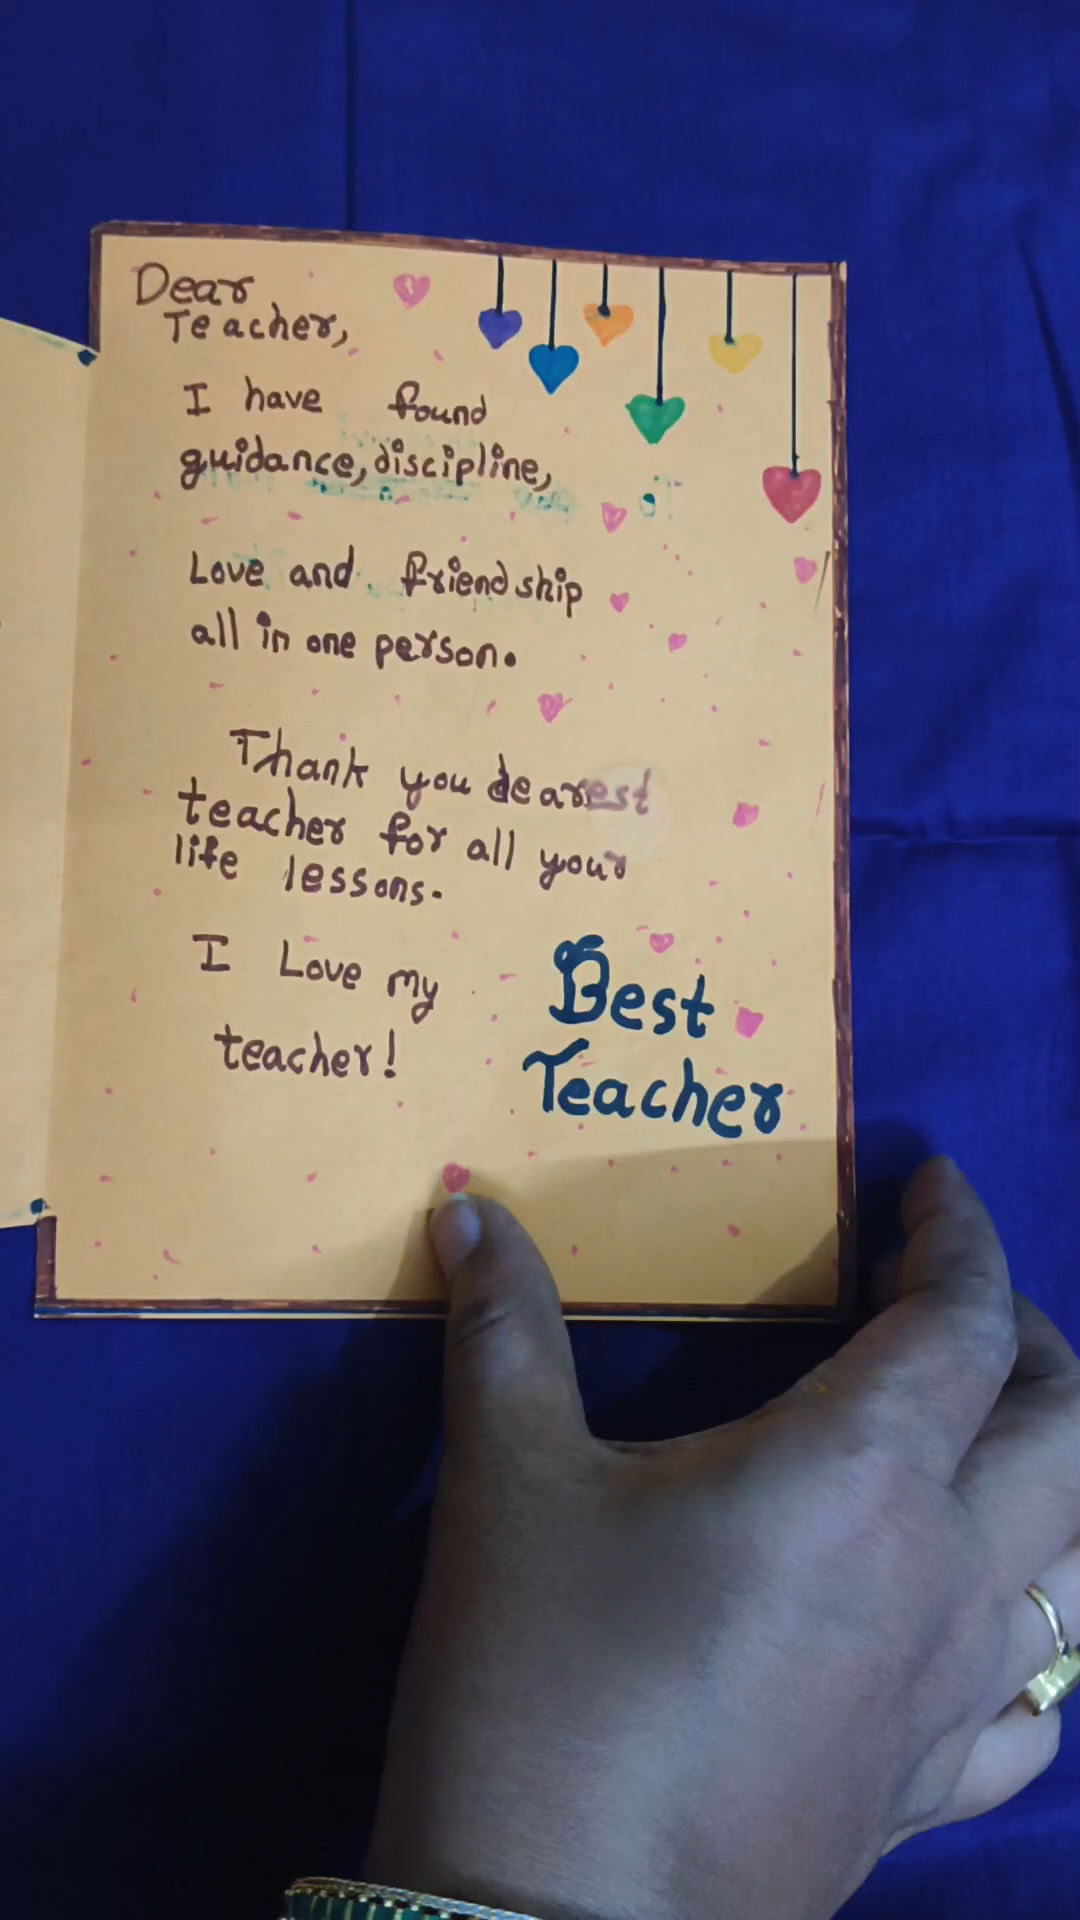 Dear
Teacher,
I have found
guidance, discipline,
Love and friendship
all in one person.
Thank you dearest
teacher for all your
life lessons.
I Love my
teacher!
Best
Teacher